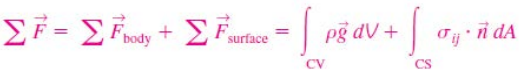 ∑ F⃗ = ∑ F⃗body + ∑ F⃗surface = ∫CV ρg⃗ dV + ∫CS σij · n⃗ dA